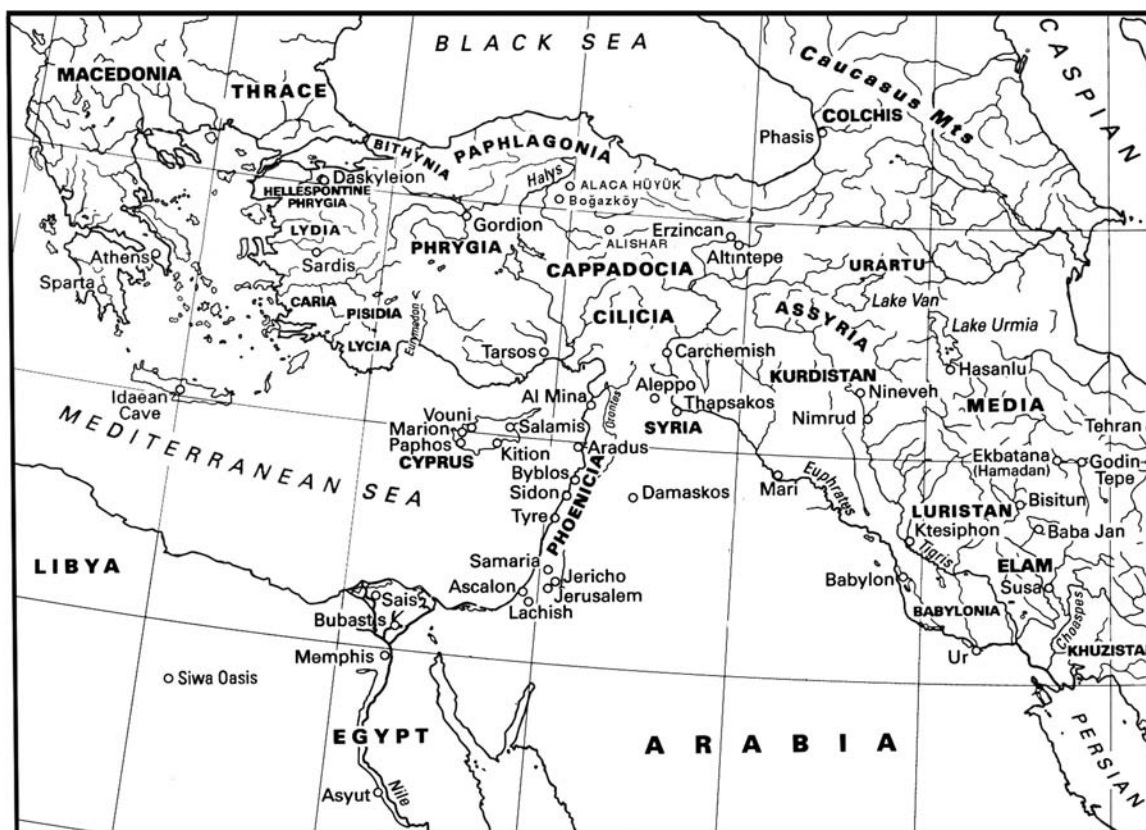 BLACK SEA
CASPIAN
MACEDONIA
THRACE
Caucasus Mts
COLCHIS
Phasis
BITHYNIA
PAPHLAGONIA
Halys
ALACA HÜYÜK
Boğazköy
Daskyleion
HELLESPONTINE
PHRYGIA
Gordion
LYDIA
PHRYGIA
ALISHAR
Erzincan
Altintepe
Athens
Sardis
CAPPADOCIA
URARTU
Sparta
CARIA
PISIDIA
Eurymedon
CILICIA
ASSYRIA
Lake Van
Lake Urmia
LYCIA
Tarsos
Carchemish
Hasanlu
KURDISTAN
Idaean
Cave
Al Mina
Aleppo
Orontes
Thapsakos
Nineveh
MEDIA
Vouni
Marion
Salamis
SYRIA
Nimrud
Tehran
Paphos
Kition
Aradus
CYPRUS
MEDITERRANEAN SEA
Byblos
Ekbatana
(Hamadan)
Godin
Tepe
Sidon
PHOENICIA
Damaskos
Mari
Euphrates
Bisitun
Tyre
LURISTAN
Ktesiphon
Baba Jan
LIBYA
Samaria
Tigris
ELAM
Jericho
Ascalon
Jerusalem
Babylon
Susa
Sais
Lachish
BABYLONIA
Choaspes
Bubastis
Memphis
Ur
KHUZISTAN
Siwa Oasis
EGYPT
ARABIA
PERSIAN
Asyut
Nile